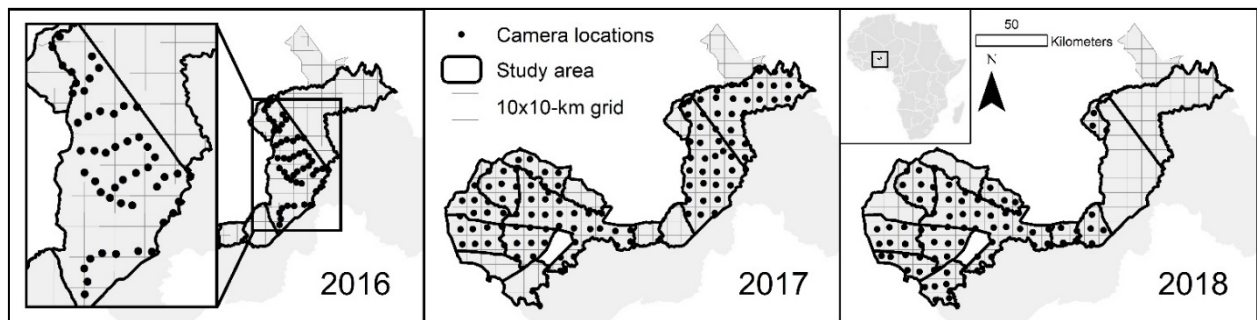 2016
Camera locations
Study area
10x10-km grid
2017
50
Kilometers
N
2018